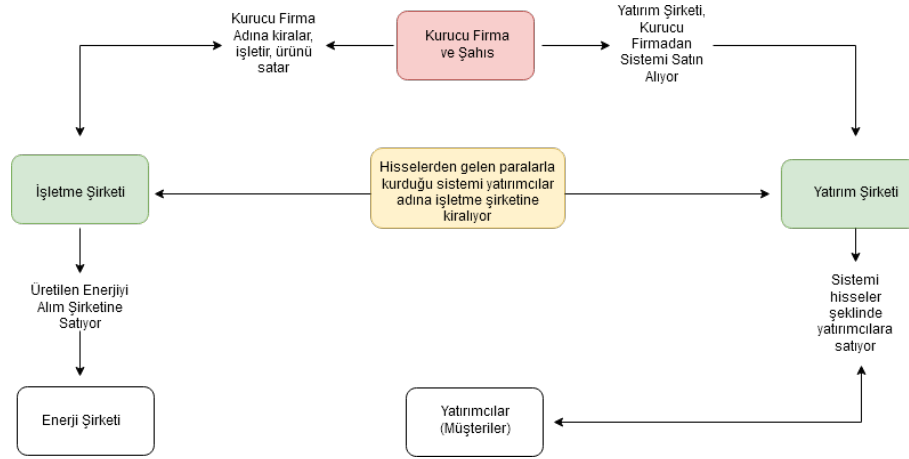 Kurucu Firma
Adına kiralar,
işletir, ürünü
satar
Kurucu Firma
ve Şahıs
Yatırım Şirketi,
Kurucu
Firmadan
Sistemi Satın
Alıyor
İşletme Şirketi
Hisselerden gelen paralarla
kurduğu sistemi yatırımcılar
adına işletme şirketine
kiralıyor
Yatırım Şirketi
Üretilen Enerjiyi
Alım Şirketine
Satıyor
Sistemi
hisseler
şeklinde
yatırımcılara
satıyor
Enerji Şirketi
Yatırımcılar
(Müşteriler)